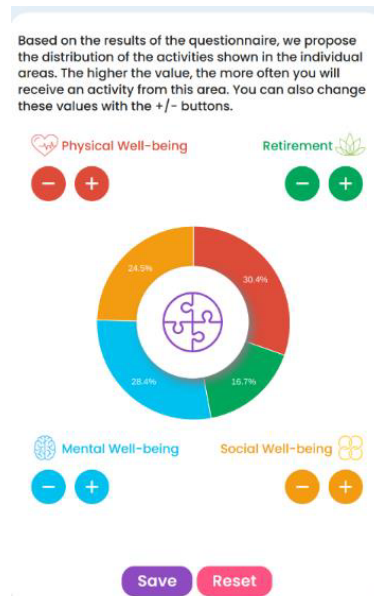 Based on the results of the questionnaire, we propose
the distribution of the activities shown in the individual
areas. The higher the value, the more often you will
receive an activity from this area. You can also change
these values with the +/- buttons.
Physical Well-being
Retirement
− +
− +
24.5%
30.4%
28.4%
16.7%
Mental Well-being
Social Well-being
− +
− +
Save
Reset